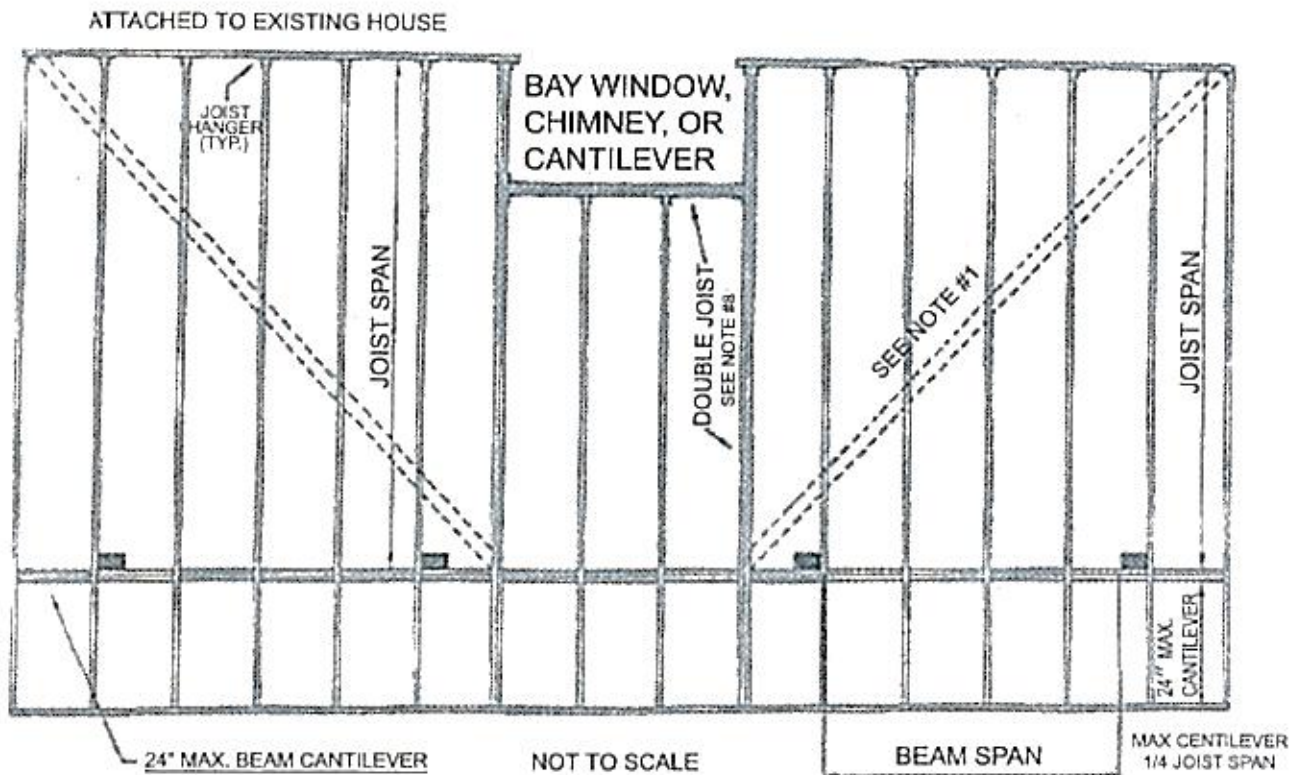 ATTACHED TO EXISTING HOUSE
JOIST
HANGER
(TYP.)
BAY WINDOW,
CHIMNEY, OR
CANTILEVER
JOIST SPAN
DOUBLE JOIST
SEE NOTE #8
SEE NOTE #1
JOIST SPAN
24" MAX.
CANTILEVER
24" MAX. BEAM CANTILEVER
NOT TO SCALE
BEAM SPAN
MAX CENTILEVER
1/4 JOIST SPAN